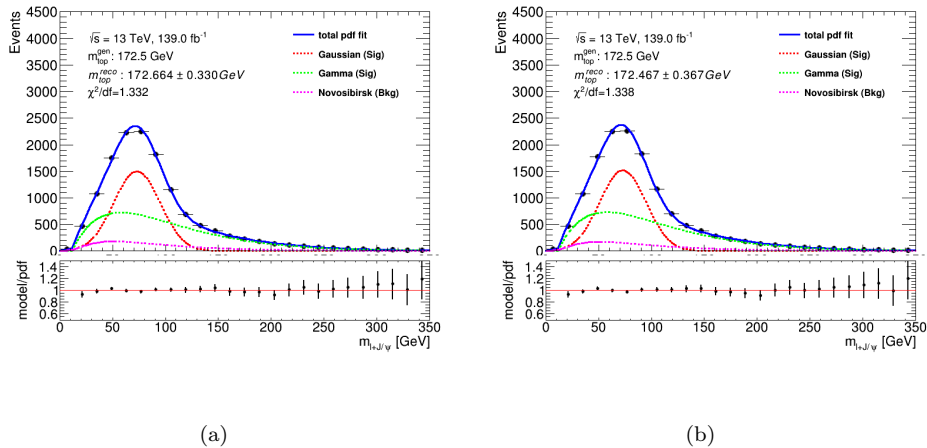 4500
4000
3500
3000
2500
2000
1500
1000
500
0
Events
√s = 13 TeV, 139.0 fb⁻¹
m_top^gen: 172.5 GeV
m_top^reco : 172.664 ± 0.330GeV
χ²/df=1.332
total pdf fit
Gaussian (Sig)
Gamma (Sig)
Novosibirsk (Bkg)
1.4
1.2
1
0.8
0.6
model/pdf
0 50 100 150 200 250 300 350
m_l+J/ψ [GeV]
(a)
4500
4000
3500
3000
2500
2000
1500
1000
500
0
Events
√s = 13 TeV, 139.0 fb⁻¹
m_top^gen: 172.5 GeV
m_top^reco : 172.467 ± 0.367GeV
χ²/df=1.338
total pdf fit
Gaussian (Sig)
Gamma (Sig)
Novosibirsk (Bkg)
1.4
1.2
1
0.8
0.6
model/pdf
0 50 100 150 200 250 300 350
m_l+J/ψ [GeV]
(b)